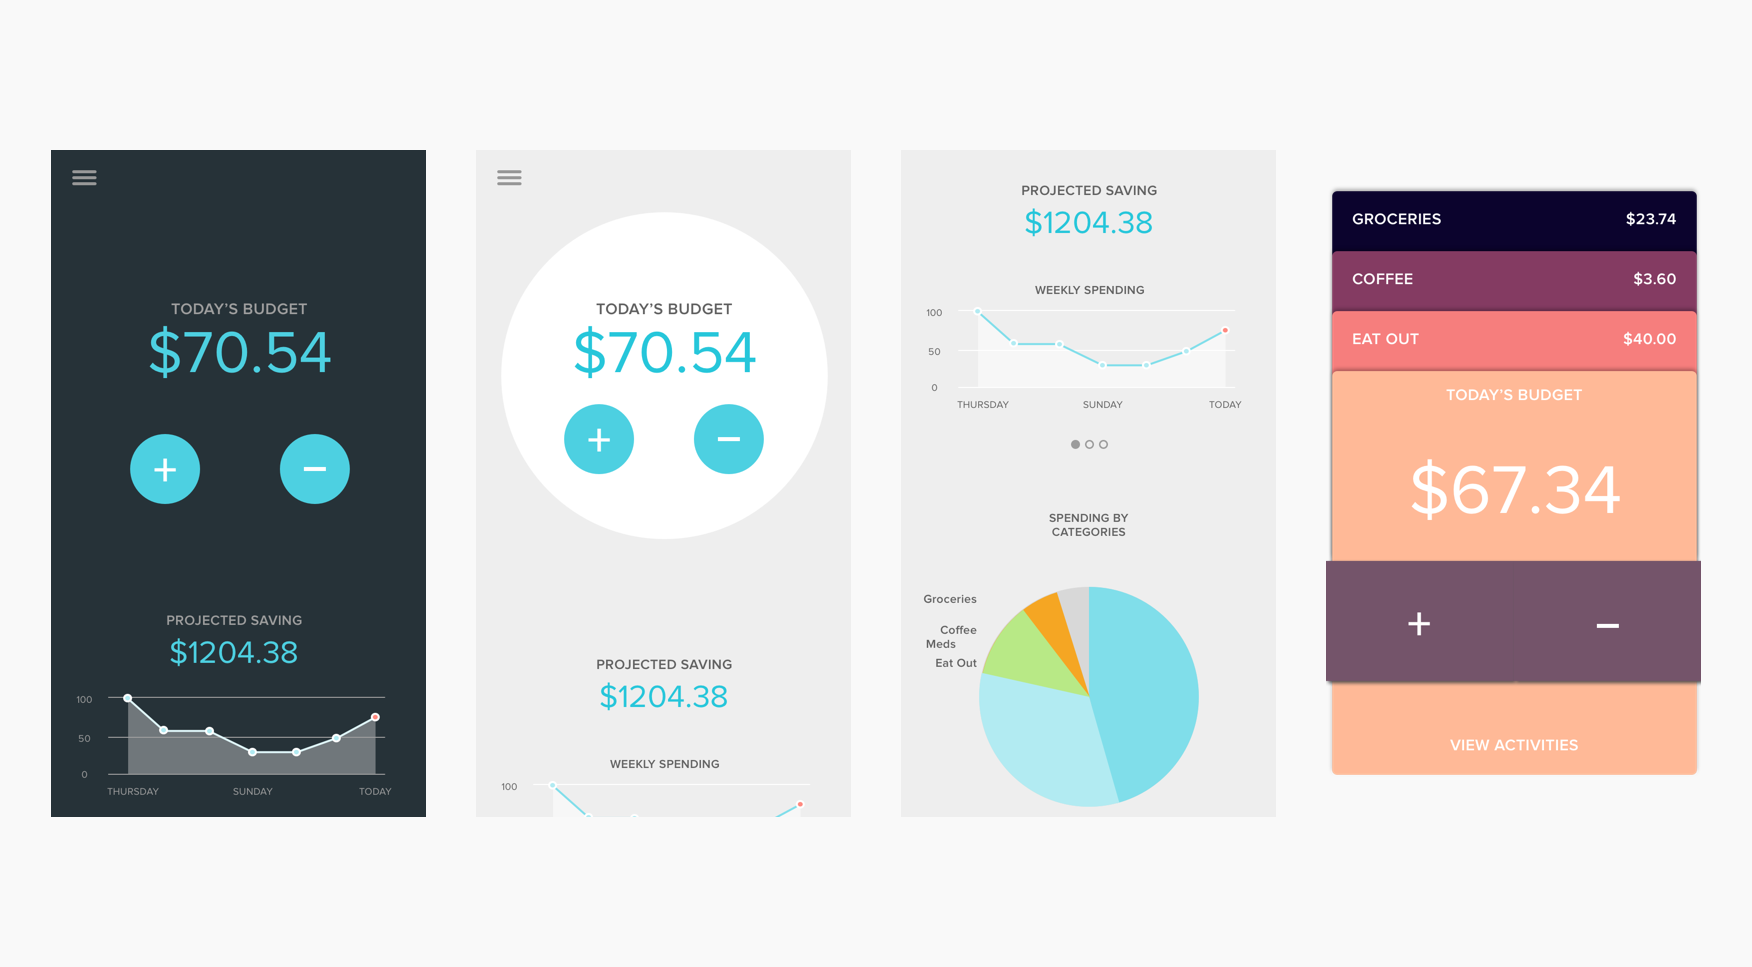 TODAY'S BUDGET
$70.54
+
−
PROJECTED SAVING
$1204.38
100
50
0
THURSDAY SUNDAY TODAY
TODAY'S BUDGET
$70.54
+
−
PROJECTED SAVING
$1204.38
WEEKLY SPENDING
100
PROJECTED SAVING
$1204.38
WEEKLY SPENDING
100
50
0
THURSDAY SUNDAY TODAY
SPENDING BY
CATEGORIES
Groceries
Coffee
Meds
Eat Out
GROCERIES $23.74
COFFEE $3.60
EAT OUT $40.00
TODAY'S BUDGET
$67.34
+
−
VIEW ACTIVITIES